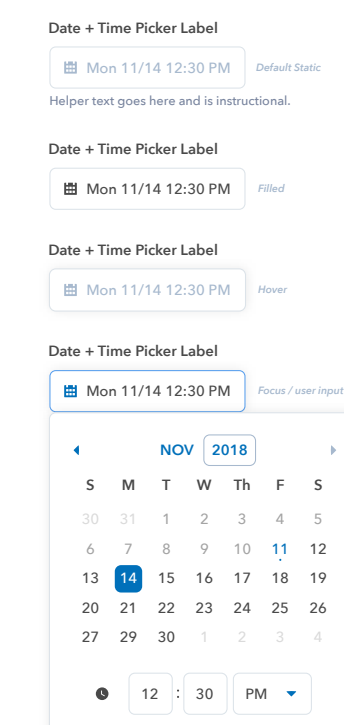 Date + Time Picker Label
Mon 11/14 12:30 PM Default Static
Helper text goes here and is instructional.
Date + Time Picker Label
Mon 11/14 12:30 PM Filled
Date + Time Picker Label
Mon 11/14 12:30 PM Hover
Date + Time Picker Label
Mon 11/14 12:30 PM Focus / user input
NOV 2018
S M T W Th F S
30 31 1 2 3 4 5
6 7 8 9 10 11 12
13 14 15 16 17 18 19
20 21 22 23 24 25 26
27 29 30 1 2 3 4
12 : 30 PM